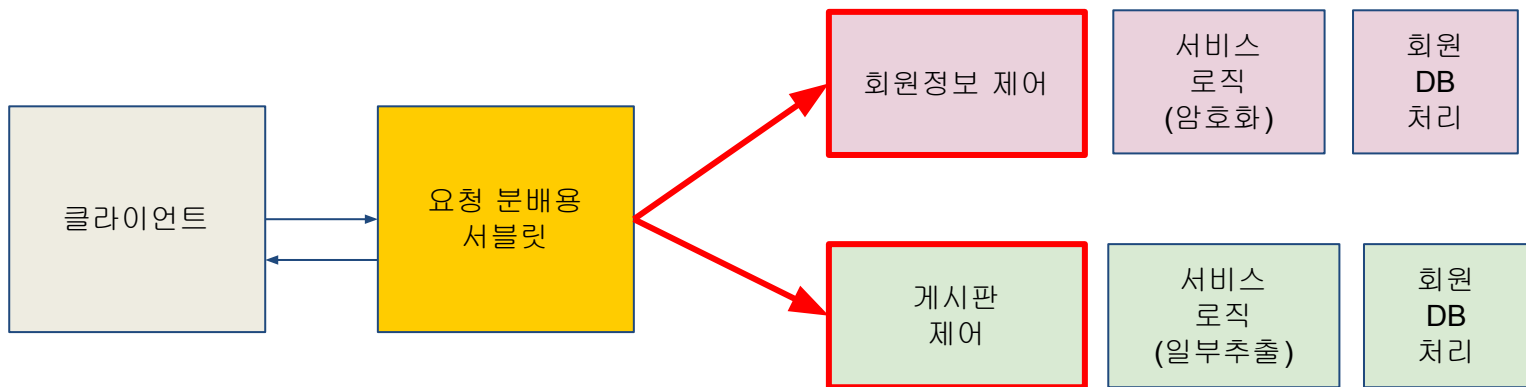 클라이언트
요청 분배용
서블릿
회원정보 제어
서비스
로직
(암호화)
회원
DB
처리
게시판
제어
서비스
로직
(일부추출)
회원
DB
처리